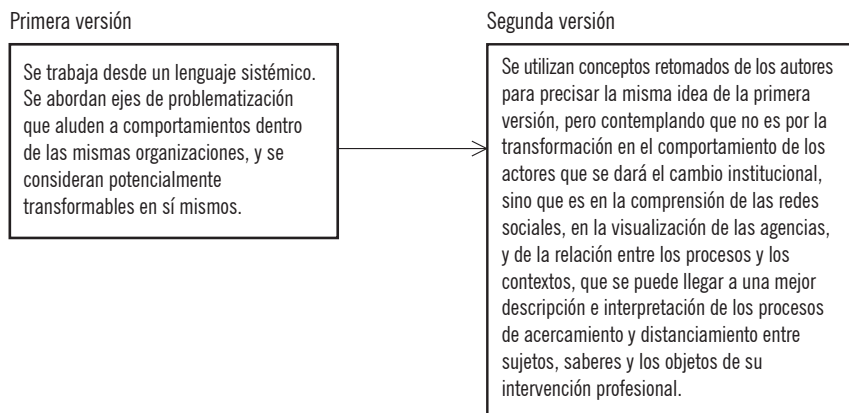 Primera versión
Se trabaja desde un lenguaje sistémico.
Se abordan ejes de problematización
que aluden a comportamientos dentro
de las mismas organizaciones, y se
consideran potencialmente
transformables en sí mismos.
Segunda versión
Se utilizan conceptos retomados de los autores
para precisar la misma idea de la primera
versión, pero contemplando que no es por la
transformación en el comportamiento de los
actores que se dará el cambio institucional,
sino que es en la comprensión de las redes
sociales, en la visualización de las agencias,
y de la relación entre los procesos y los
contextos, que se puede llegar a una mejor
descripción e interpretación de los procesos
de acercamiento y distanciamiento entre
sujetos, saberes y los objetos de su
intervención profesional.